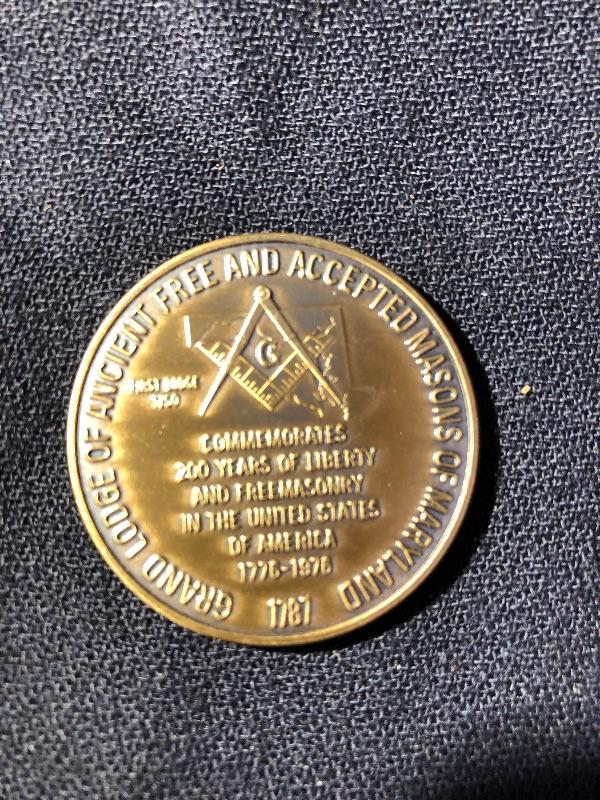 GRAND LODGE OF ANCIENT FREE AND ACCEPTED MASONS OF MARYLAND
G
FIRST LODGE
1750
COMMEMORATES
200 YEARS OF LIBERTY
AND FREEMASONRY
IN THE UNITED STATES
OF AMERICA
1776-1976
1787